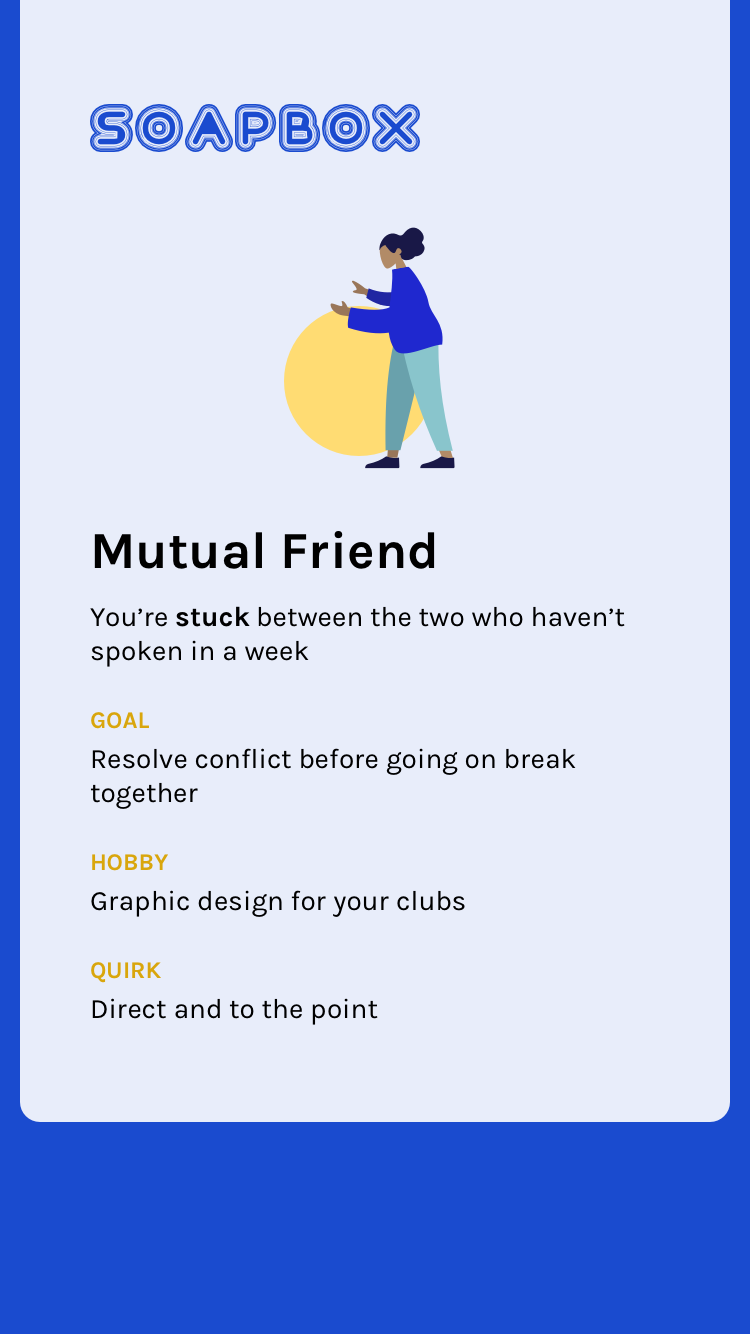 SOAPBOX
Mutual Friend
You’re stuck between the two who haven’t
spoken in a week
GOAL
Resolve conflict before going on break
together
HOBBY
Graphic design for your clubs
QUIRK
Direct and to the point